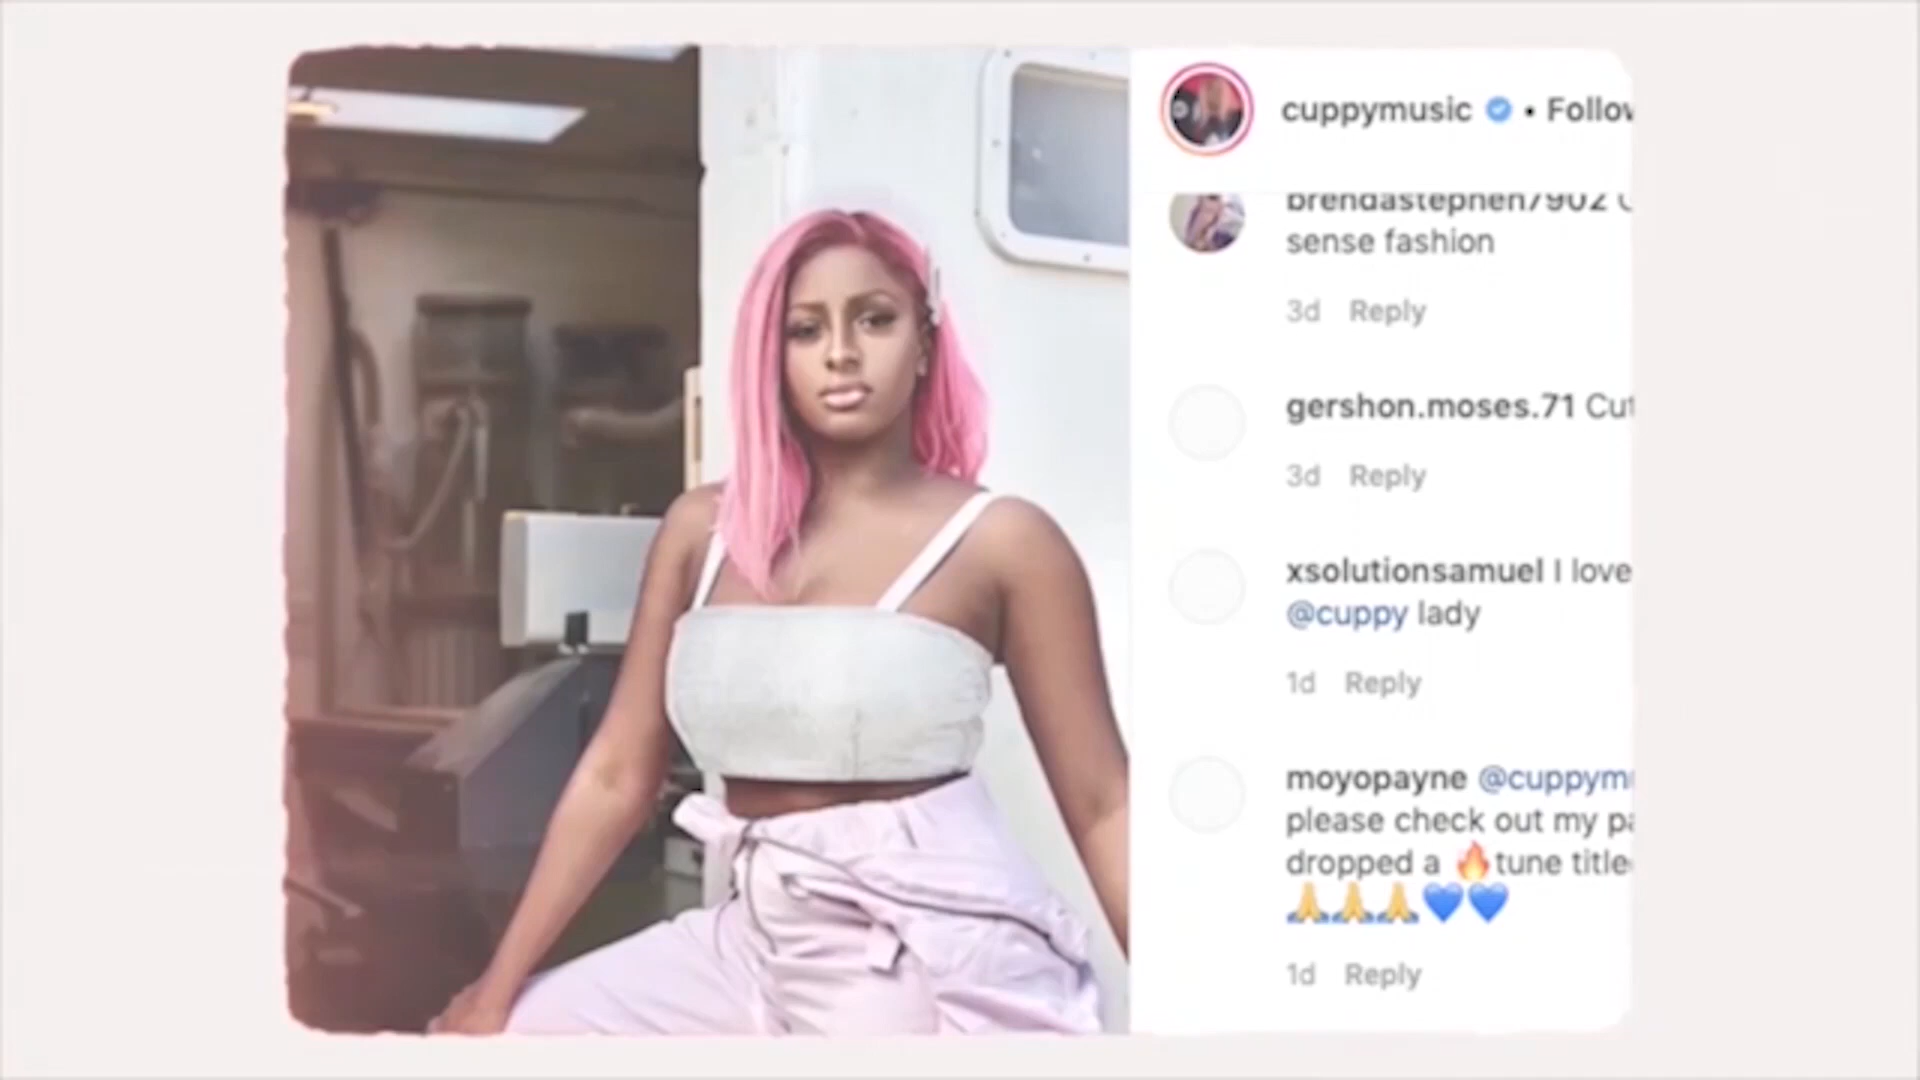 cuppymusic • Follow
brendastephen7902
sense fashion
3d Reply
gershon.moses.71
3d Reply
xsolutionsamuel I love
@cuppy lady
1d Reply
moyopayne
please check out my
dropped a 🔥tune
🙏🙏🙏💙💙
1d Reply